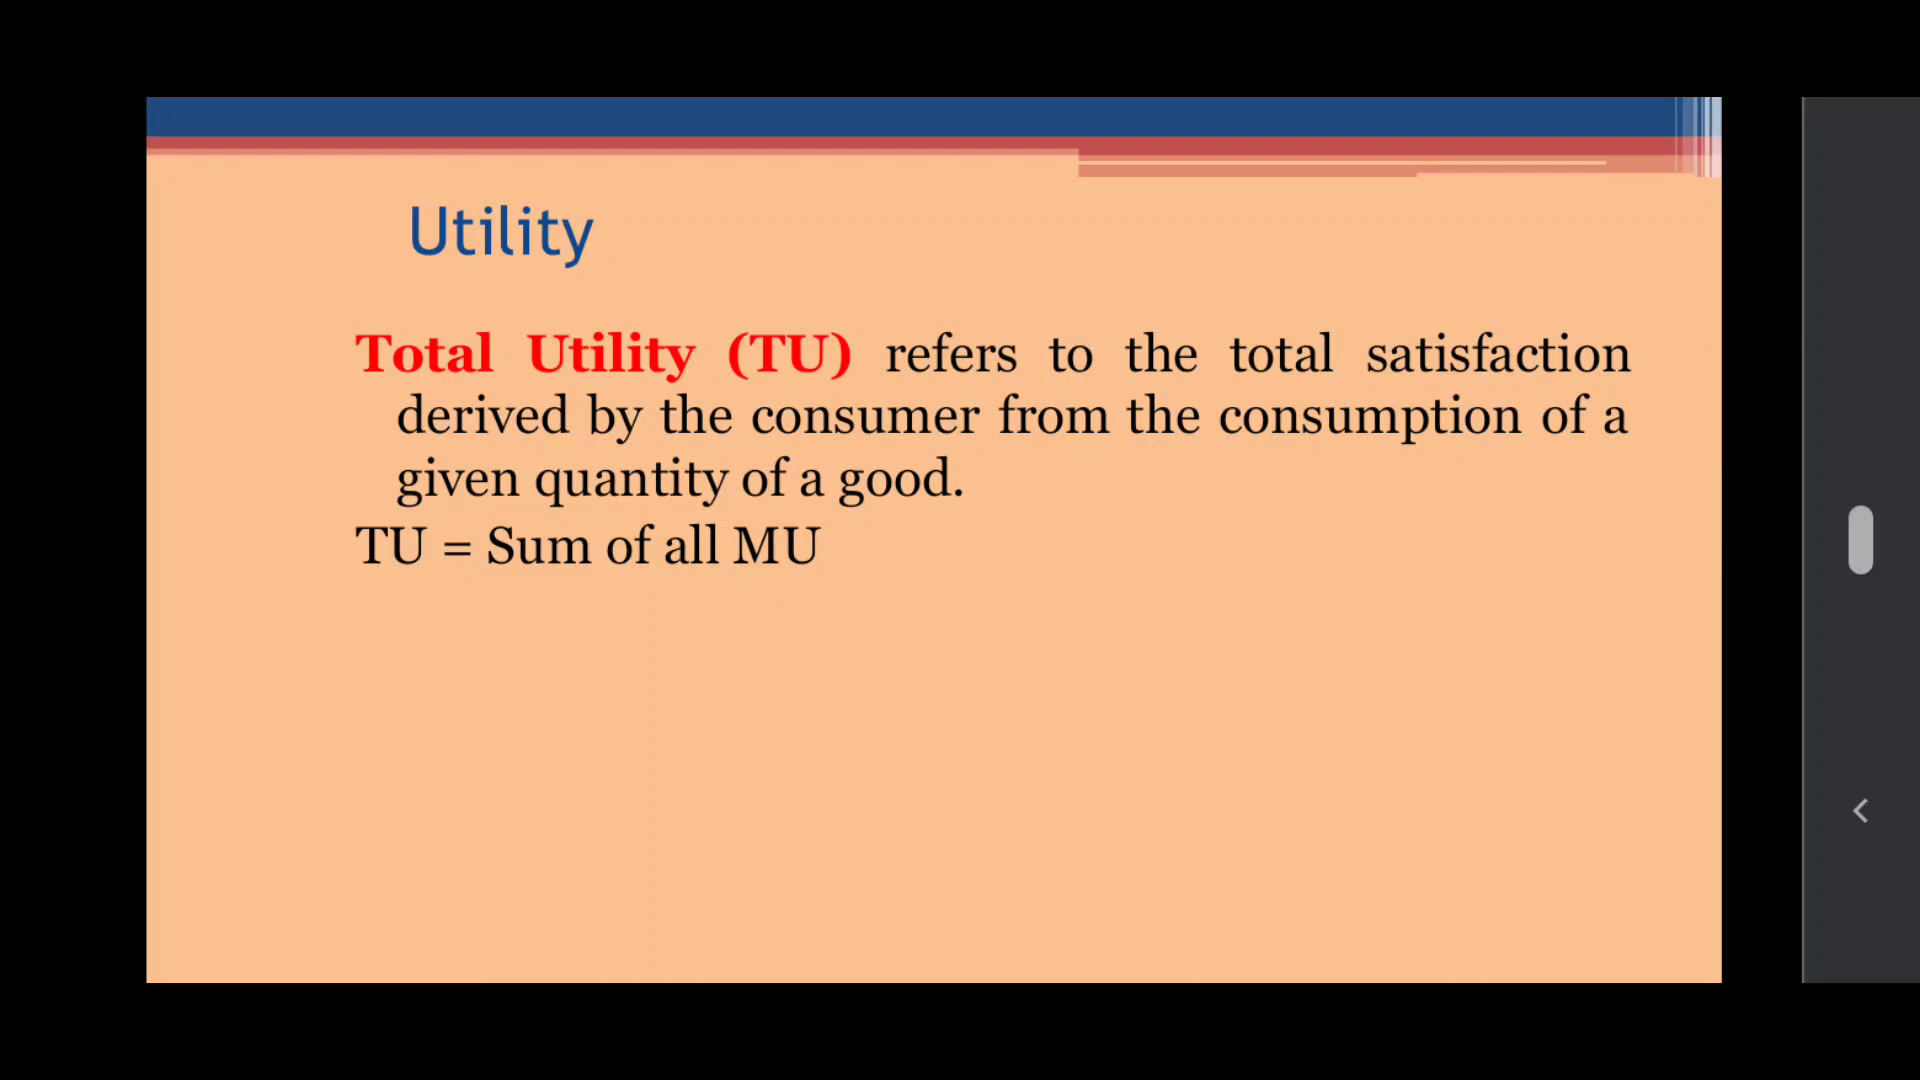 Utility
Total Utility (TU) refers to the total satisfaction
derived by the consumer from the consumption of a
given quantity of a good.
TU = Sum of all MU